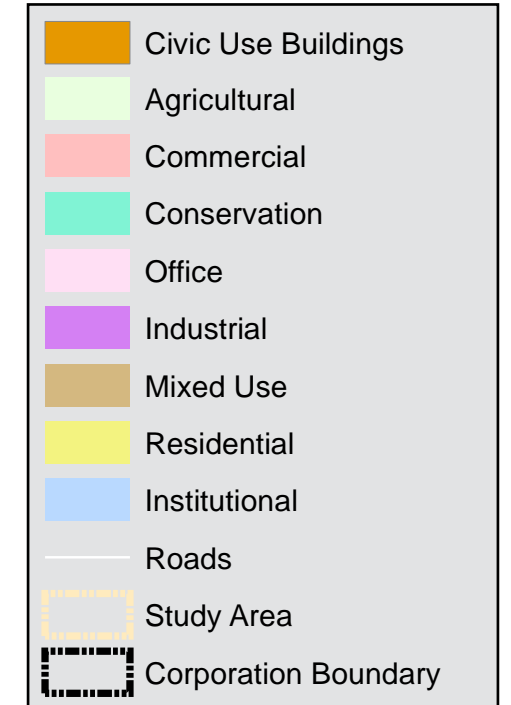 Civic Use Buildings
Agricultural
Commercial
Conservation
Office
Industrial
Mixed Use
Residential
Institutional
Roads
Study Area
Corporation Boundary